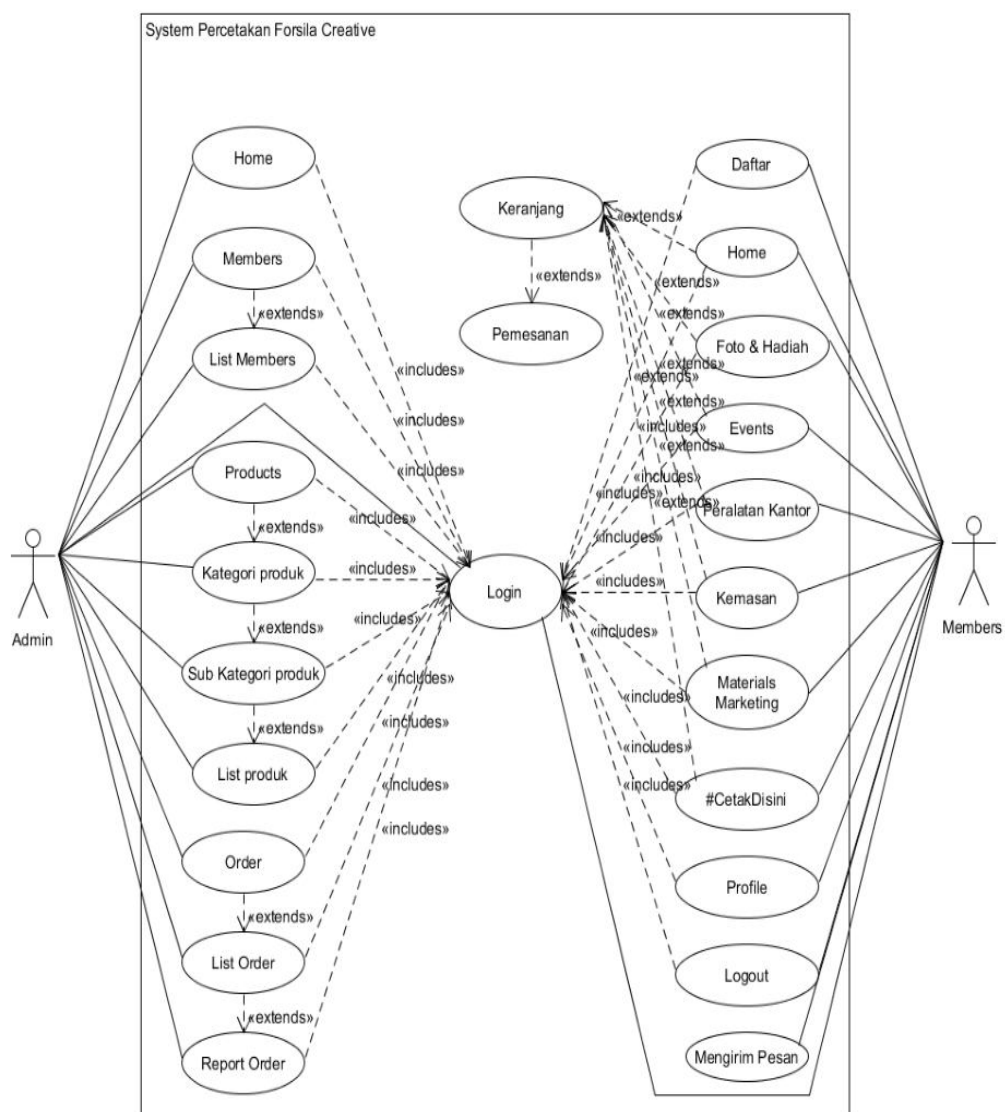 System Percetakan Forsila Creative
Home
Daftar
Keranjang
«extends»
Members
Home
«extends»
«extends»
«extends»
«extends»
Pemesanan
List Members
Foto & Hadiah
«includes»
«extends»
«extends»
«extends»
«includes»
«includes»
Events
«extends»
Products
«includes»
«includes»
«includes»
«includes»
«extends»
Peralatan Kantor
«extends»
«includes»
Kategori produk
«includes»
Login
«includes»
Kemasan
Admin
Members
«extends»
«includes»
Sub Kategori produk
«includes»
«includes»
Materials
Marketing
«includes»
«extends»
«includes»
«includes»
List produk
«includes»
«includes»
#CetakDisini
«includes»
Order
Profile
«extends»
List Order
Logout
«extends»
Report Order
Mengirim Pesan